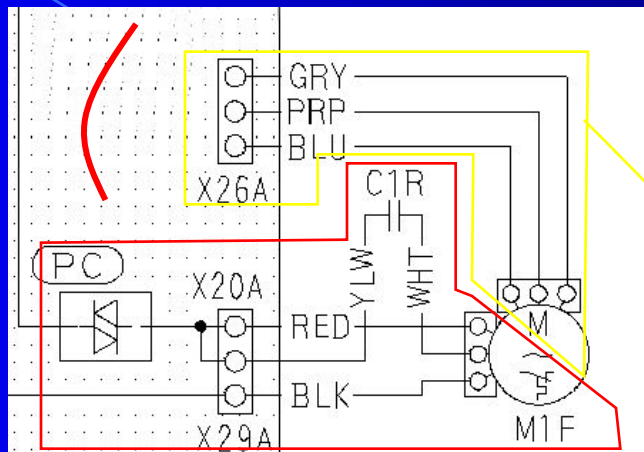 GRY
PRP
BLU
X26A
C1R
PC
YLW
WHT
X20A
RED
M
BLK
X29A
M1F